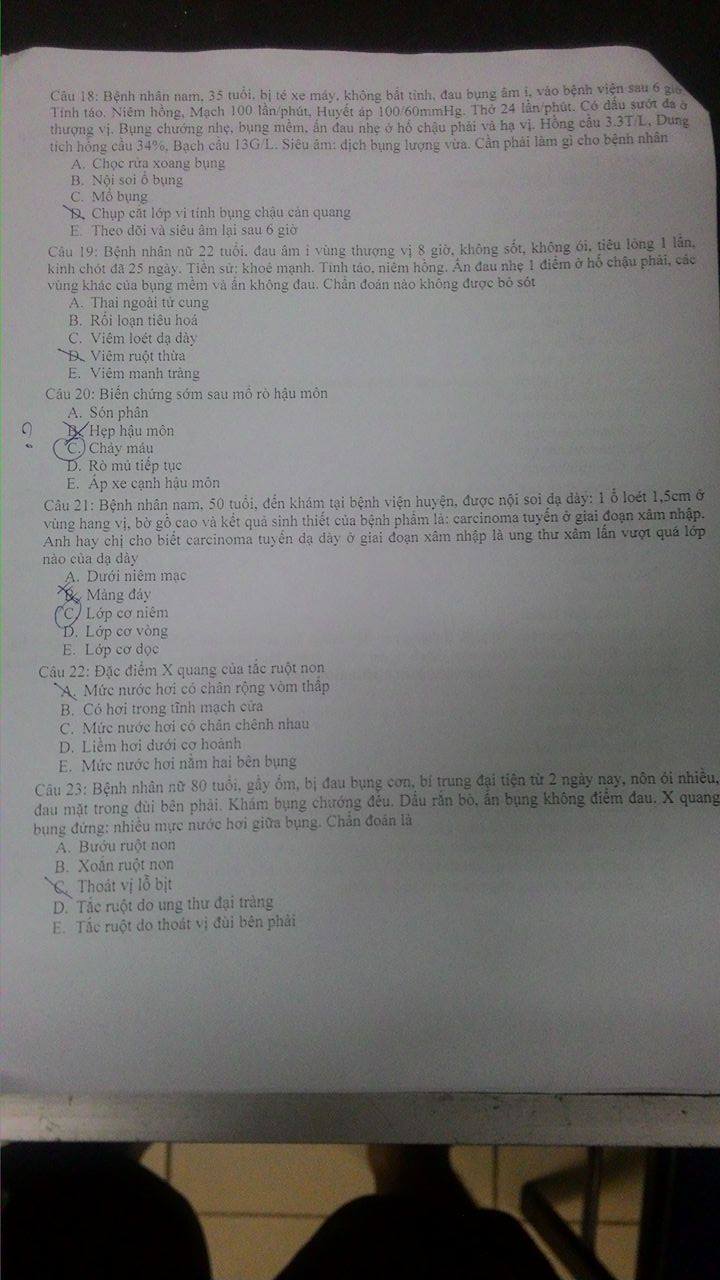 Câu 18: Bệnh nhân nam, 35 tuổi, bị té xe máy, không bất tỉnh, đau bụng âm ỉ, vào bệnh viện sau 6 giờ
Tỉnh táo. Niêm hồng, Mạch 100 lần/phút, Huyết áp 100/60mmHg. Thở 24 lần/phút. Có dấu sướt da ở
thượng vị. Bụng chướng nhẹ, bụng mềm, ấn đau nhẹ ở hố chậu phải và hạ vị. Hồng cầu 3.3T/L, Dung
tích hồng cầu 34%, Bạch cầu 13G/L. Siêu âm: dịch bụng lượng vừa. Cần phải làm gì cho bệnh nhân
A. Chọc rửa xoang bụng
B. Nội soi ổ bụng
C. Mổ bụng
D. Chụp cắt lớp vi tính bụng chậu cản quang
E. Theo dõi và siêu âm lại sau 6 giờ
Câu 19: Bệnh nhân nữ 22 tuổi, đau âm ỉ vùng thượng vị 8 giờ, không sốt, không ói, tiêu lỏng 1 lần,
kinh chót đã 25 ngày. Tiền sử: khoẻ mạnh. Tỉnh táo, niêm hồng. Ấn đau nhẹ 1 điểm ở hố chậu phải, các
vùng khác của bụng mềm và ấn không đau. Chẩn đoán nào không được bỏ sót
A. Thai ngoài tử cung
B. Rối loạn tiêu hoá
C. Viêm loét dạ dày
D. Viêm ruột thừa
E. Viêm manh tràng
Câu 20: Biến chứng sớm sau mổ rò hậu môn
A. Són phân
B. Hẹp hậu môn
? C. Chảy máu
D. Rò mủ tiếp tục
E. Áp xe cạnh hậu môn
Câu 21: Bệnh nhân nam, 50 tuổi, đến khám tại bệnh viện huyện, được nội soi dạ dày: 1 ổ loét 1,5cm ở
vùng hang vị, bờ gồ cao và kết quả sinh thiết của bệnh phẩm là: carcinoma tuyến ở giai đoạn xâm nhập.
Anh hay chị cho biết carcinoma tuyến dạ dày ở giai đoạn xâm nhập là ung thư xâm lấn vượt quá lớp
nào của dạ dày
A. Dưới niêm mạc
B. Màng đáy
C. Lớp cơ niêm
D. Lớp cơ vòng
E. Lớp cơ dọc
Câu 22: Đặc điểm X quang của tắc ruột non
A. Mức nước hơi có chân rộng vòm thấp
B. Có hơi trong tĩnh mạch cửa
C. Mức nước hơi có chân chênh nhau
D. Liềm hơi dưới cơ hoành
E. Mức nước hơi nằm hai bên bụng
Câu 23: Bệnh nhân nữ 80 tuổi, gầy ốm, bị đau bụng cơn, bí trung đại tiện từ 2 ngày nay, nôn ói nhiều,
đau mặt trong đùi bên phải. Khám bụng chướng đều. Dấu rắn bò, ấn bụng không điểm đau. X quang
bụng đứng: nhiều mực nước hơi giữa bụng. Chẩn đoán là
A. Bướu ruột non
B. Xoắn ruột non
C. Thoát vị lỗ bịt
D. Tắc ruột do ung thư đại tràng
E. Tắc ruột do thoát vị đùi bên phải